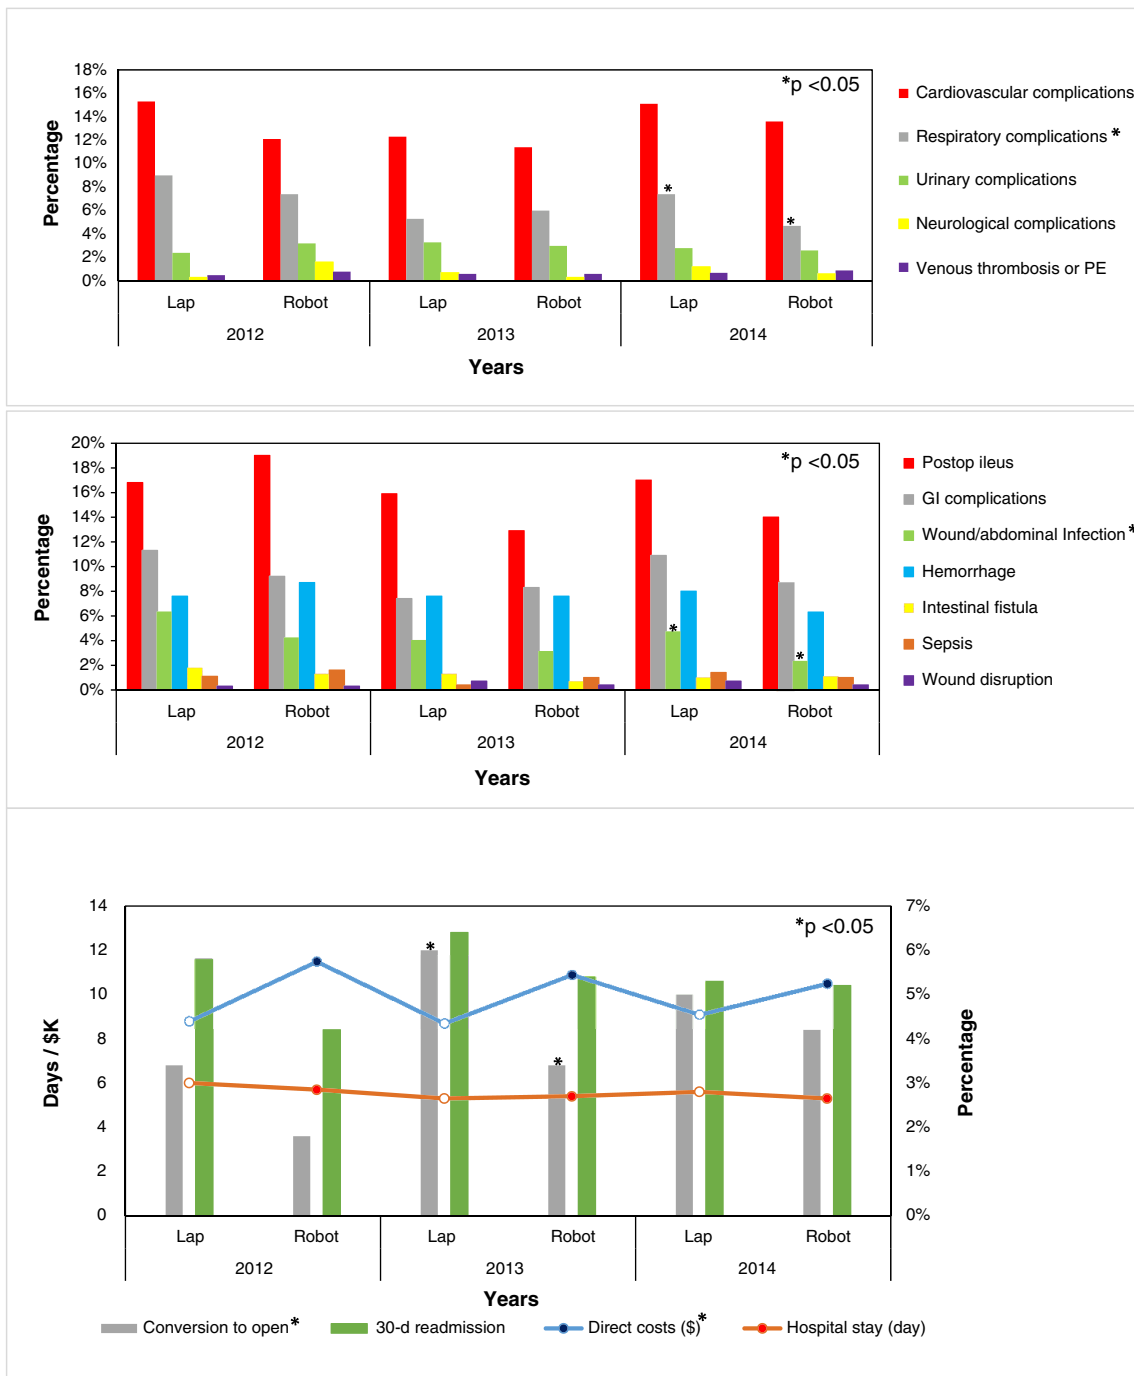 18%
16%
14%
12%
10%
8%
6%
4%
2%
0%
Percentage
*p <0.05
* *
Lap Robot Lap Robot Lap Robot
2012 2013 2014
Years
Cardiovascular complications
Respiratory complications *
Urinary complications
Neurological complications
Venous thrombosis or PE
20%
18%
16%
14%
12%
10%
8%
6%
4%
2%
0%
Percentage
*p <0.05
* *
Lap Robot Lap Robot Lap Robot
2012 2013 2014
Years
Postop ileus
GI complications
Wound/abdominal Infection*
Hemorrhage
Intestinal fistula
Sepsis
Wound disruption
14
12
10
8
6
4
2
0
Days / $K
*p <0.05
* *
7%
6%
5%
4%
3%
2%
1%
0%
Percentage
Lap Robot Lap Robot Lap Robot
2012 2013 2014
Years
Conversion to open* 30-d readmission Direct costs ($)* Hospital stay (day)